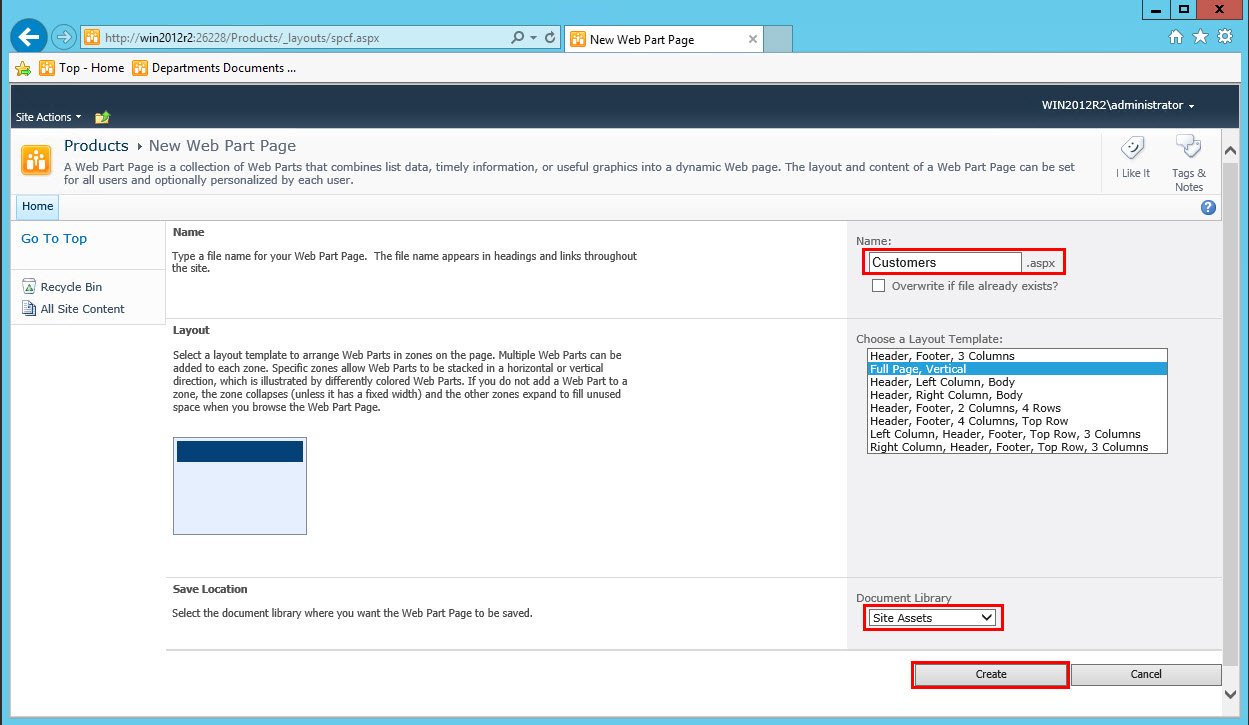 http://win2012r2:26228/Products/_layouts/spcf.aspx
New Web Part Page
Top - Home
Departments Documents ...
WIN2012R2\administrator
Site Actions
Products
New Web Part Page
A Web Part Page is a collection of Web Parts that combines list data, timely information, or useful graphics into a dynamic Web page. The layout and content of a Web Part Page can be set
for all users and optionally personalized by each user.
I Like It
Tags &
Notes
Home
Go To Top
Recycle Bin
All Site Content
Name
Type a file name for your Web Part Page.  The file name appears in headings and links throughout
the site.
Name:
Customers .aspx
Overwrite if file already exists?
Layout
Select a layout template to arrange Web Parts in zones on the page. Multiple Web Parts can be
added to each zone. Specific zones allow Web Parts to be stacked in a horizontal or vertical
direction, which is illustrated by differently colored Web Parts. If you do not add a Web Part to a
zone, the zone collapses (unless it has a fixed width) and the other zones expand to fill unused
space when you browse the Web Part Page.
Choose a Layout Template:
Header, Footer, 3 Columns
Full Page, Vertical
Header, Left Column, Body
Header, Right Column, Body
Header, Footer, 2 Columns, 4 Rows
Header, Footer, 4 Columns, Top Row
Left Column, Header, Footer, Top Row, 3 Columns
Right Column, Header, Footer, Top Row, 3 Columns
Save Location
Select the document library where you want the Web Part Page to be saved.
Document Library
Site Assets
Create
Cancel